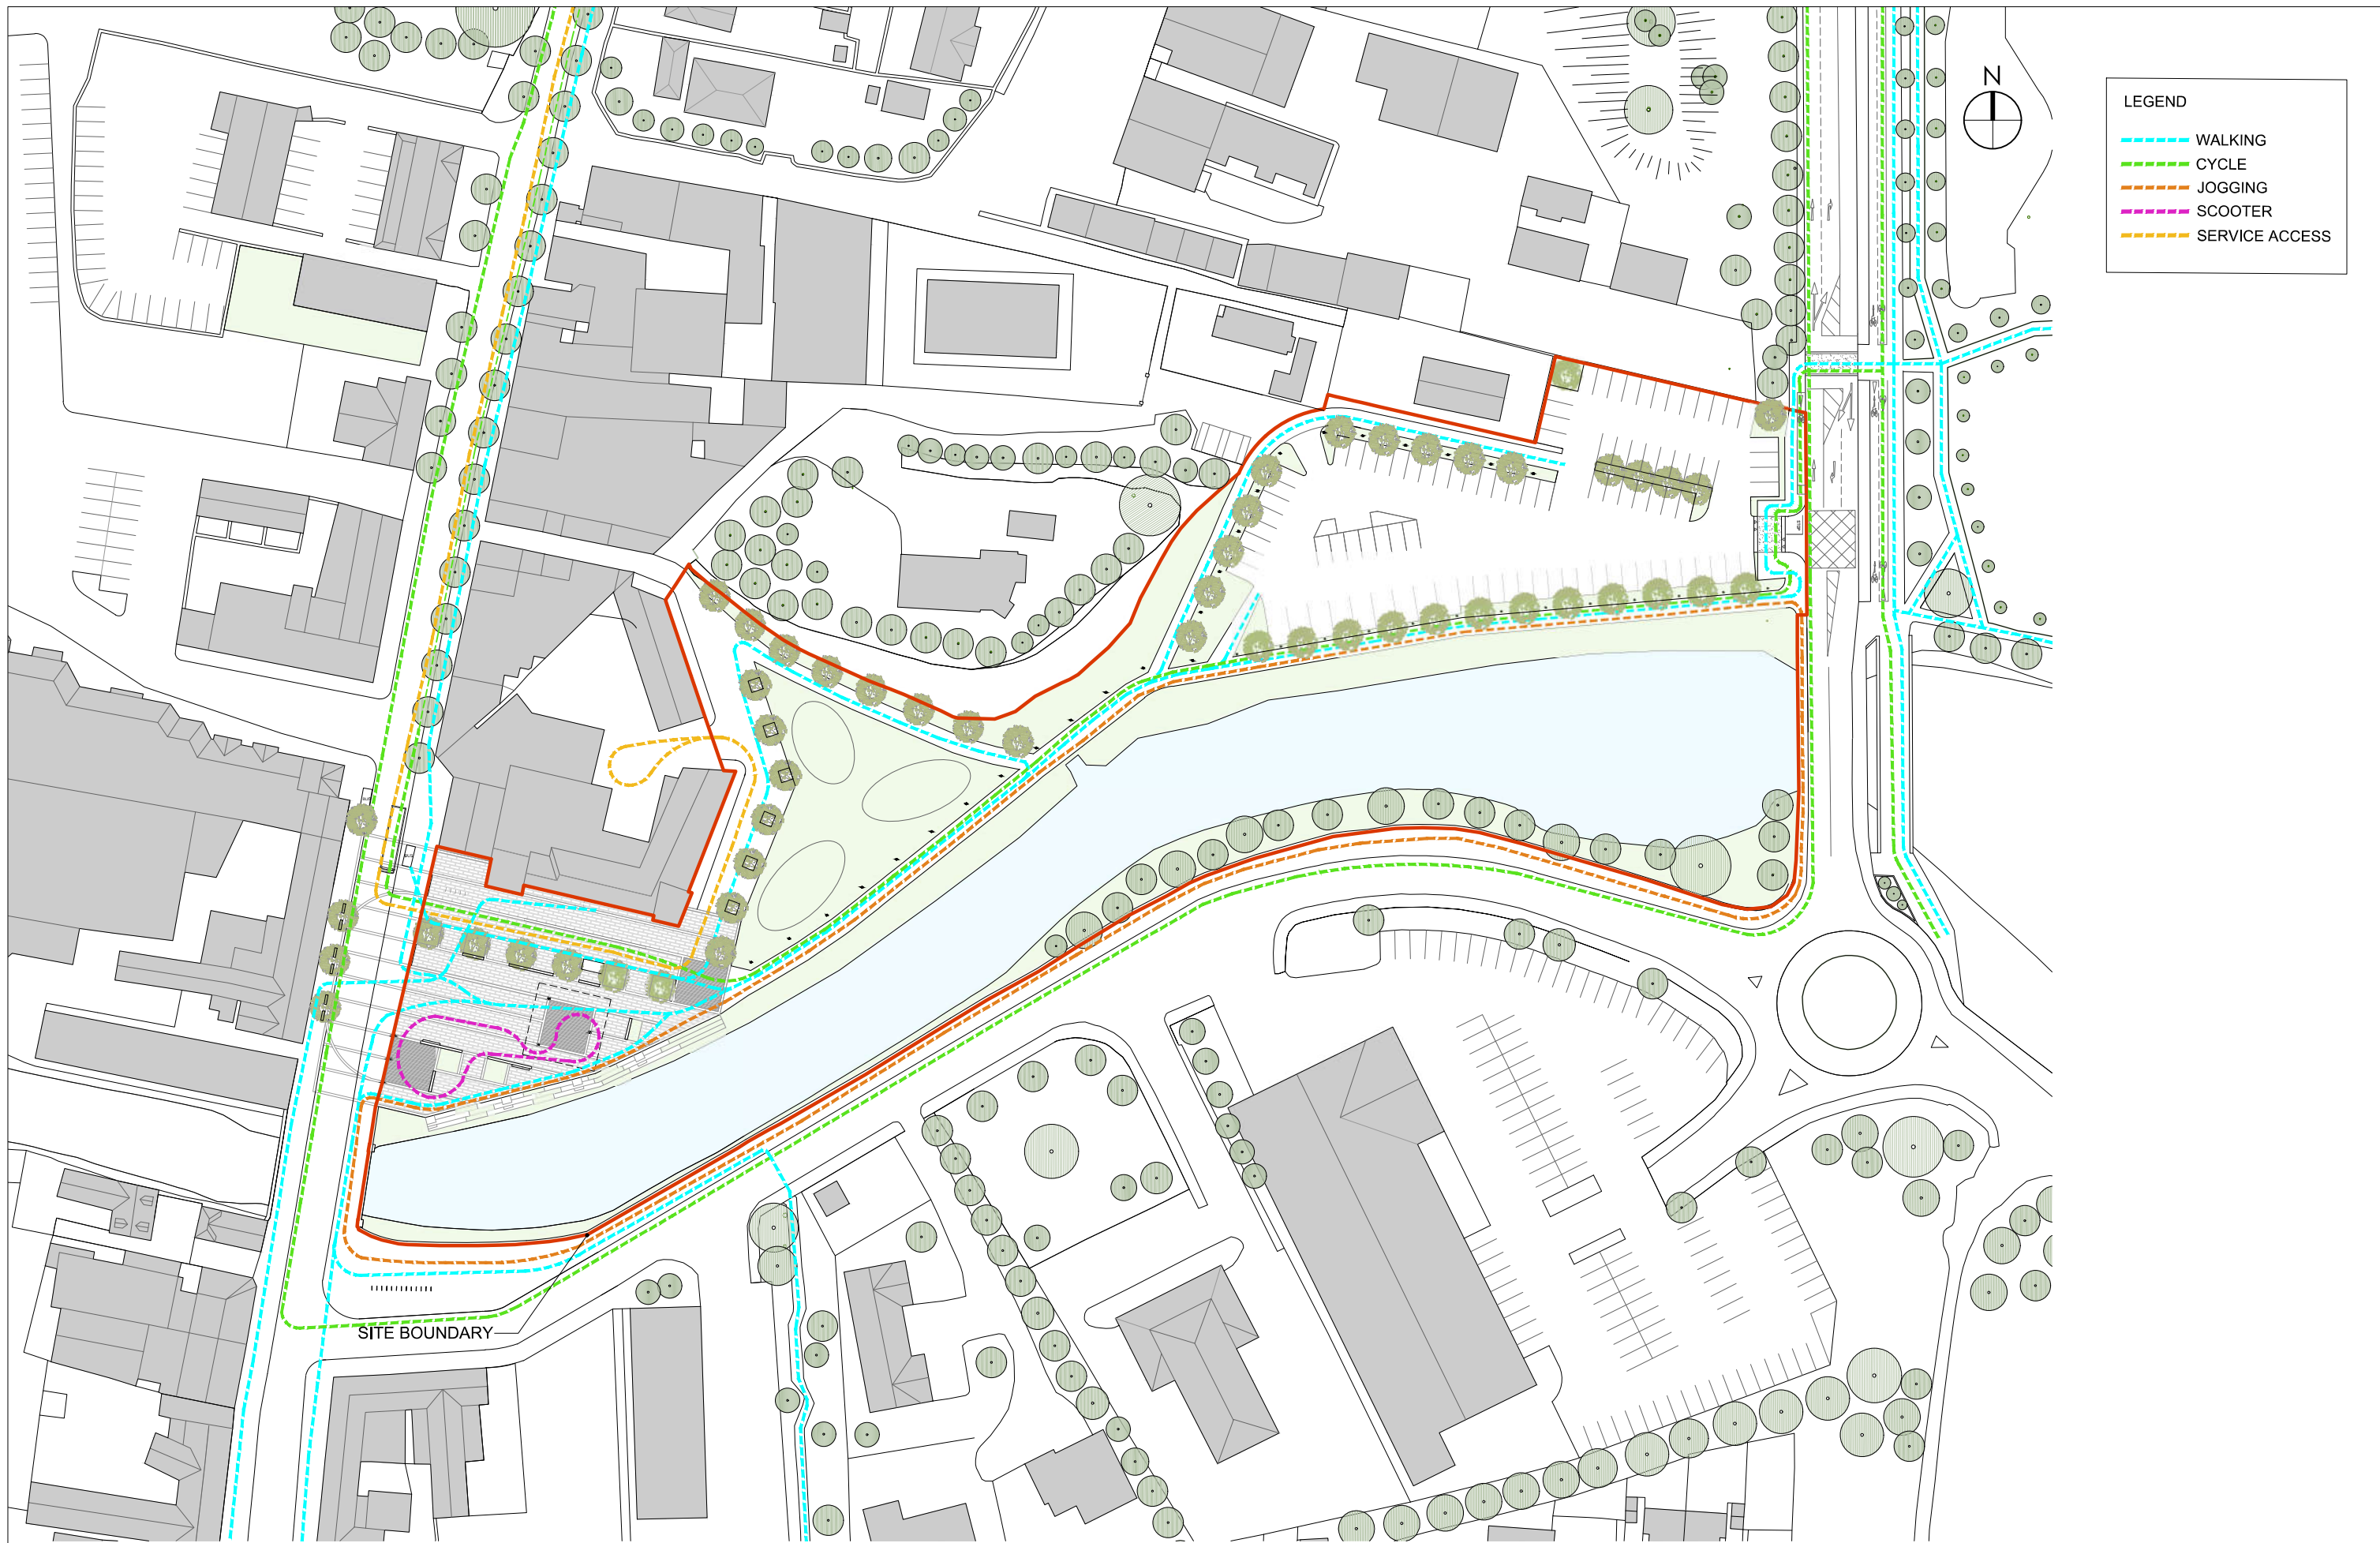 N
LEGEND
WALKING
CYCLE
JOGGING
SCOOTER
SERVICE ACCESS
SITE BOUNDARY